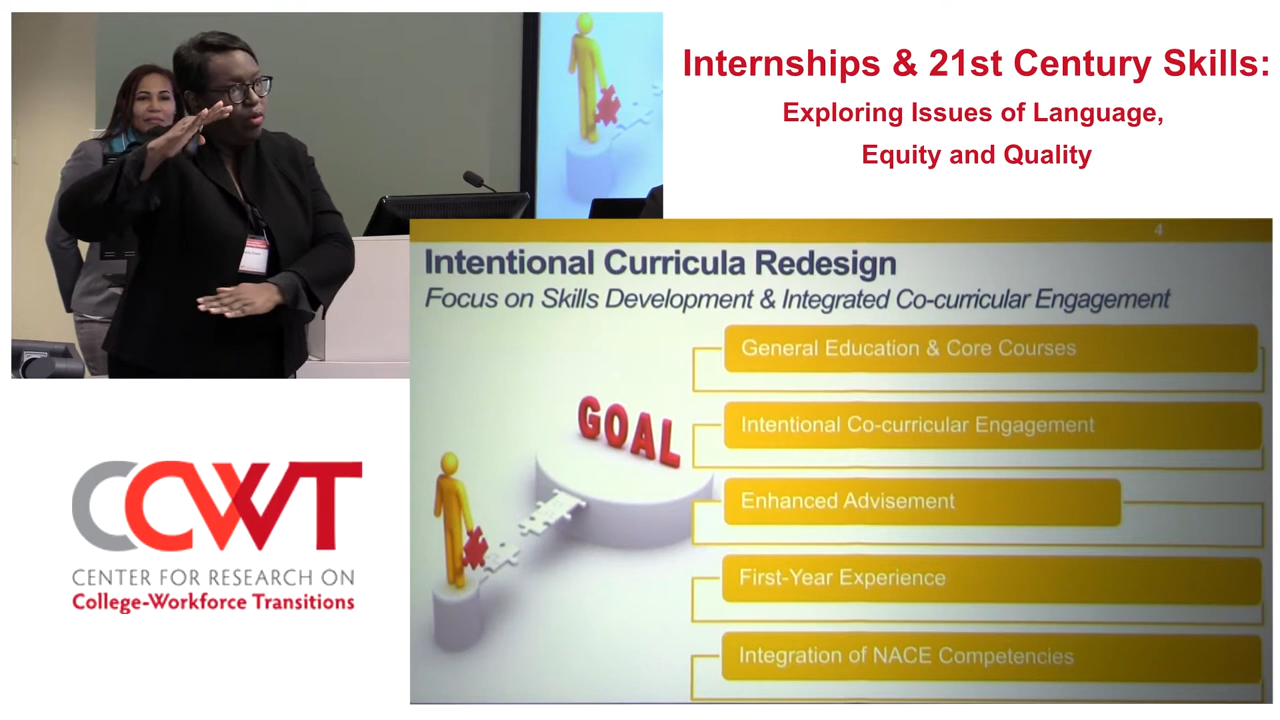 Internships & 21st Century Skills:
Exploring Issues of Language,
Equity and Quality
4
Intentional Curricula Redesign
Focus on Skills Development & Integrated Co-curricular Engagement
GOAL
General Education & Core Courses
Intentional Co-curricular Engagement
Enhanced Advisement
First-Year Experience
Integration of NACE Competencies
CCWT
CENTER FOR RESEARCH ON
College-Workforce Transitions